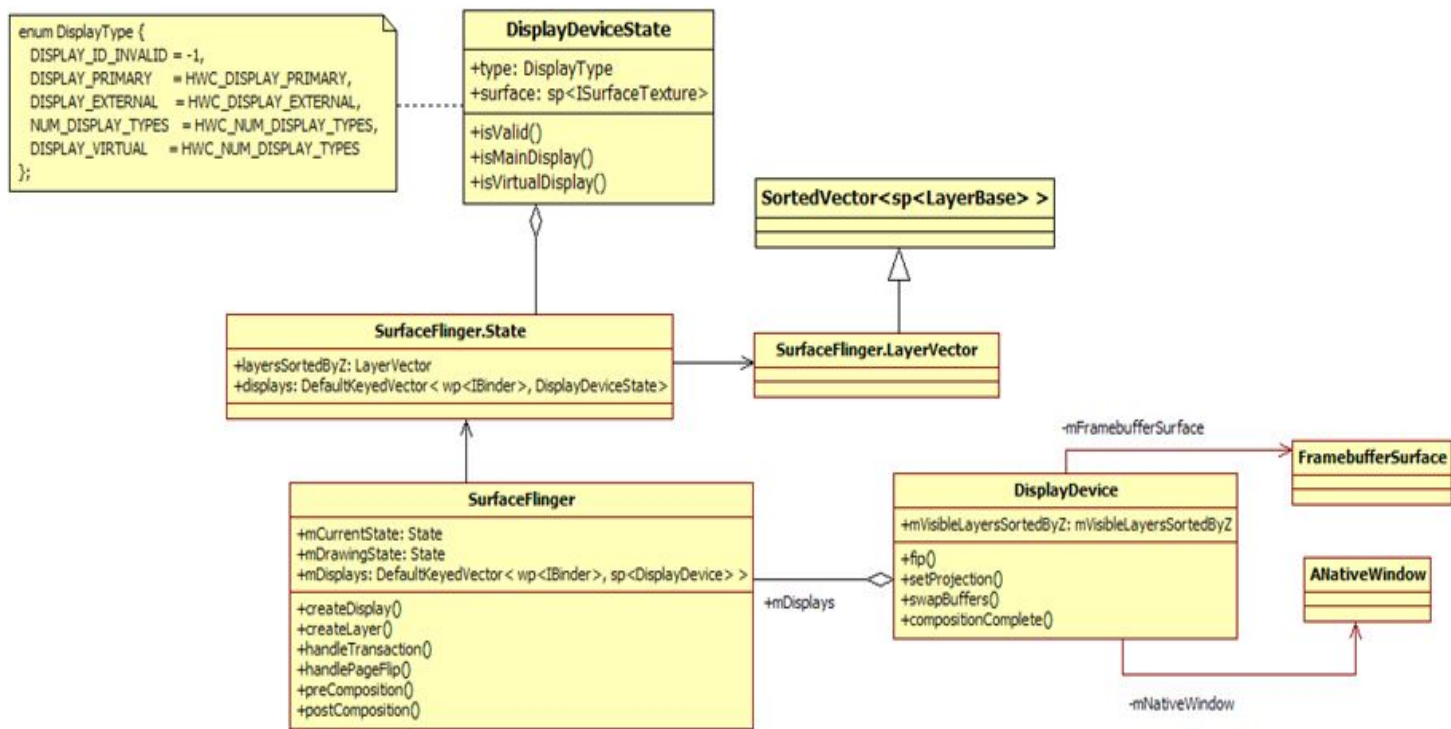 enum DisplayType {
DISPLAY_ID_INVALID = -1,
DISPLAY_PRIMARY = HWC_DISPLAY_PRIMARY,
DISPLAY_EXTERNAL = HWC_DISPLAY_EXTERNAL,
NUM_DISPLAY_TYPES = HWC_NUM_DISPLAY_TYPES,
DISPLAY_VIRTUAL = HWC_NUM_DISPLAY_TYPES
};
DisplayDeviceState
+type: DisplayType
+surface: sp<ISurfaceTexture>
+isValid()
+isMainDisplay()
+isVirtualDisplay()
SortedVector<sp<LayerBase> >
SurfaceFlinger.State
+layersSortedByZ: LayerVector
+displays: DefaultKeyedVector< wp<IBinder>, DisplayDeviceState>
SurfaceFlinger.LayerVector
SurfaceFlinger
+mCurrentState: State
+mDrawingState: State
+mDisplays: DefaultKeyedVector< wp<IBinder>, sp<DisplayDevice> >
+createDisplay()
+createLayer()
+handleTransaction()
+handlePageFlip()
+preComposition()
+postComposition()
+mDisplays
DisplayDevice
+mVisibleLayersSortedByZ: mVisibleLayersSortedByZ
+fip()
+setProjection()
+swapBuffers()
+compositionComplete()
-mFramebufferSurface
FramebufferSurface
ANativeWindow
-mNativeWindow